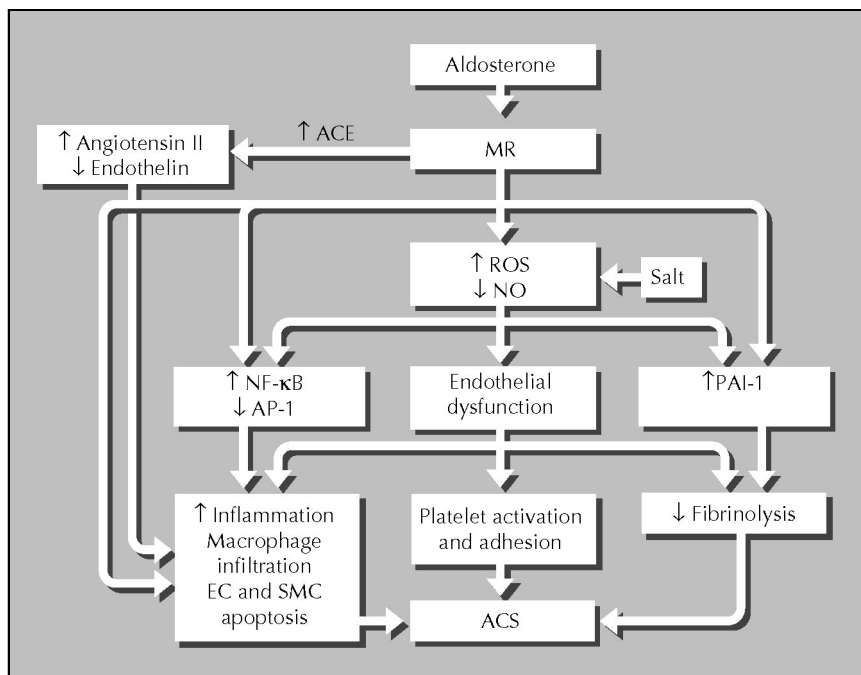 Aldosterone
↑ ACE
↑ Angiotensin II
↓ Endothelin
MR
↑ ROS
↓ NO
Salt
↑ NF-κB
↓ AP-1
Endothelial
dysfunction
↑PAI-1
↑ Inflammation
Macrophage
infiltration
EC and SMC
apoptosis
Platelet activation
and adhesion
↓ Fibrinolysis
ACS